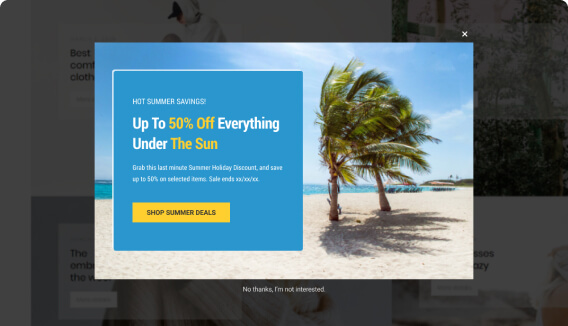 ×
Best
comf
cloth
HOT SUMMER SAVINGS!
Up To 50% Off Everything
Under The Sun
Grab this last minute Summer Holiday Discount, and save
up to 50% on selected items. Sale ends xx/xx/xx.
SHOP SUMMER DEALS
The
emb
the w
sses
azy
No thanks, I'm not interested.